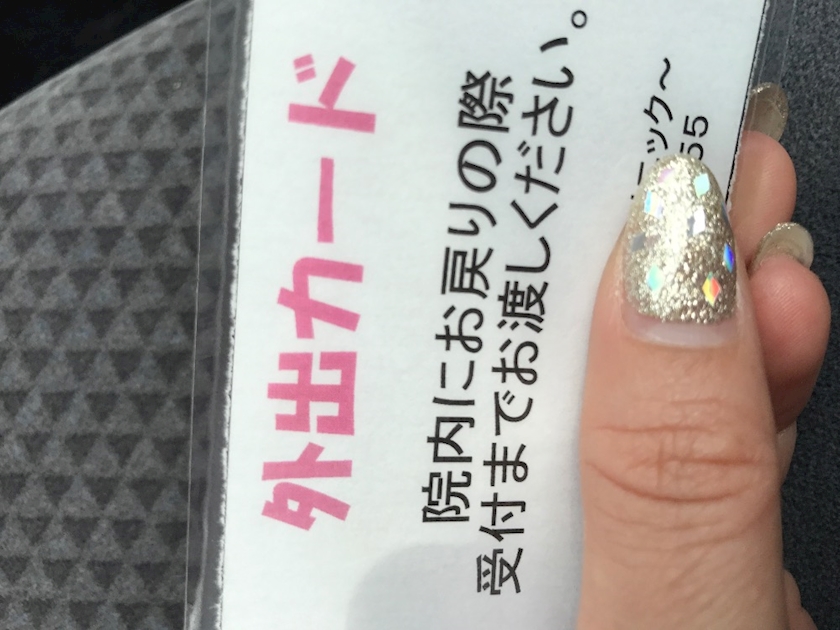 外出カード
院内にお戻りの際
受付までお渡しください。
ニック～
55